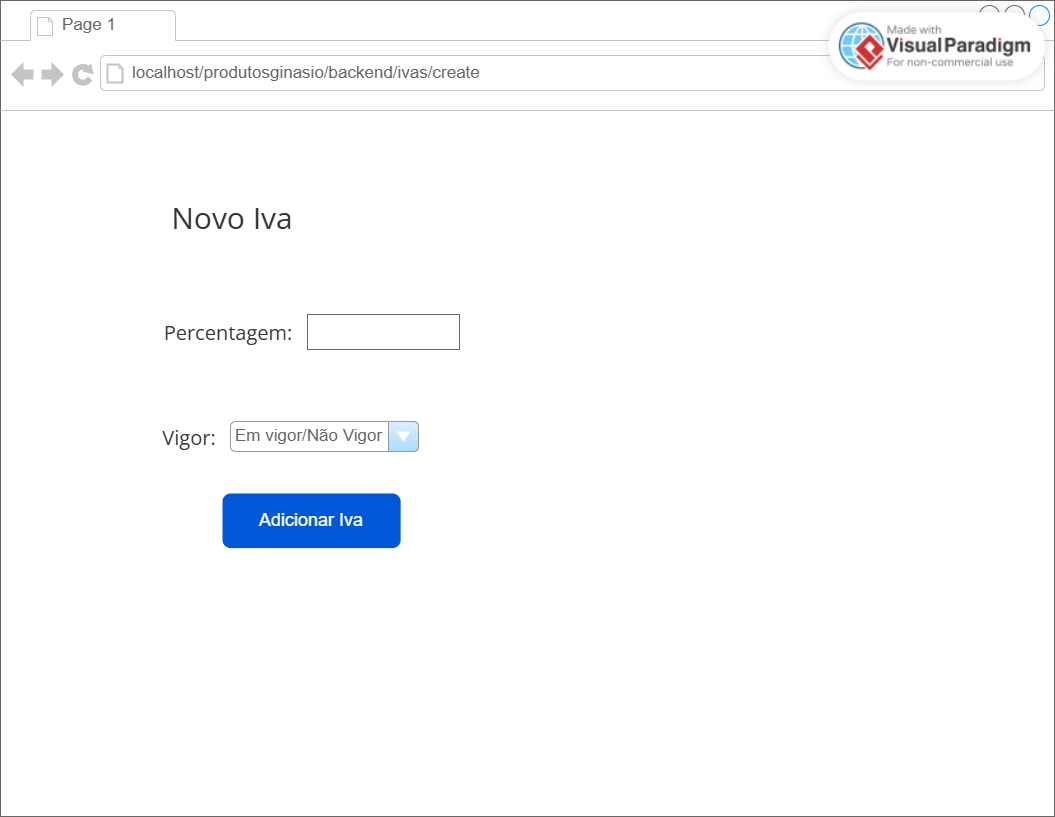 Page 1
Made with
Visual Paradigm
For non-commercial use
localhost/produtosginasio/backend/ivas/create
Novo Iva
Percentagem:
Vigor: Em vigor/Não Vigor
Adicionar Iva